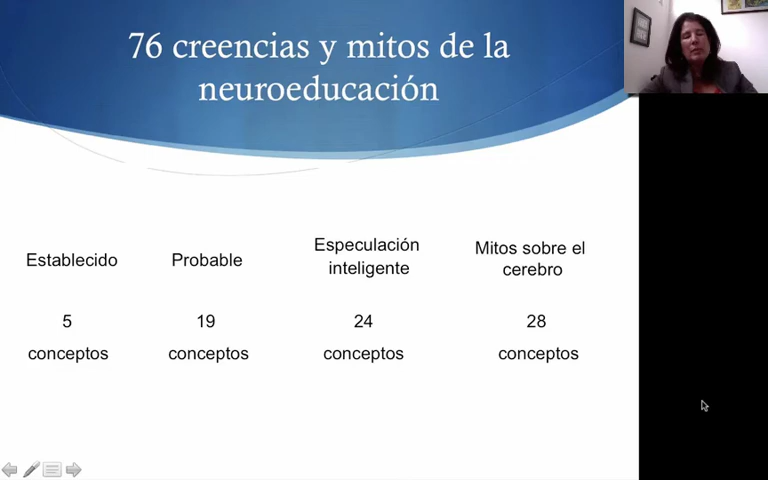 76 creencias y mitos de la
neuroeducación
Establecido
Probable
Especulación
inteligente
Mitos sobre el
cerebro
5
19
24
28
conceptos
conceptos
conceptos
conceptos